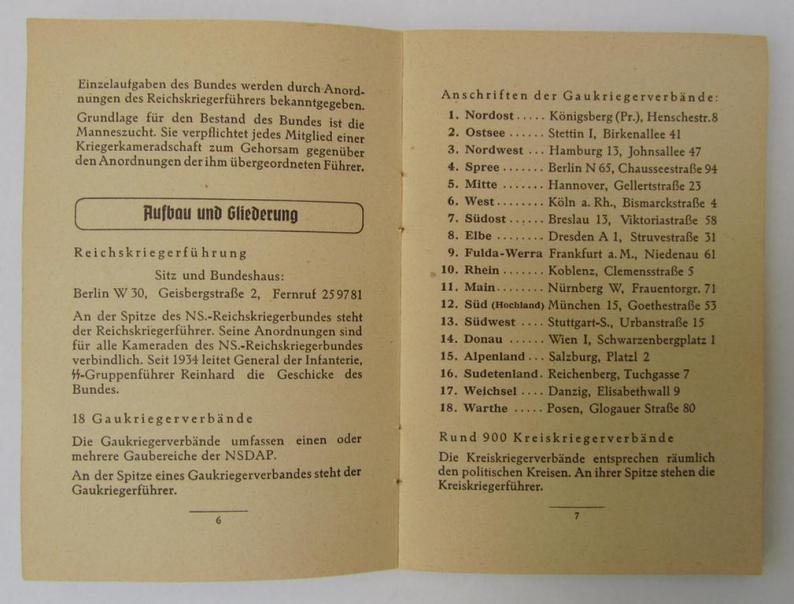 Einzelaufgaben des Bundes werden durch Anord-
nungen des Reichskriegerführers bekanntgegeben.
Grundlage für den Bestand des Bundes ist die
Manneszucht. Sie verpflichtet jedes Mitglied einer
Kriegerkameradschaft zum Gehorsam gegenüber
den Anordnungen der ihm übergeordneten Führer.
Aufbau und Gliederung
Reichskriegerführung
Sitz und Bundeshaus:
Berlin W 30, Geisbergstraße 2, Fernruf 259781
An der Spitze des NS.-Reichskriegerbundes steht
der Reichskriegerführer. Seine Anordnungen sind
für alle Kameraden des NS.-Reichskriegerbundes
verbindlich. Seit 1934 leitet General der Infanterie,
ᛋᛋ-Gruppenführer Reinhard die Geschicke des
Bundes.
18 Gaukriegerverbände
Die Gaukriegerverbände umfassen einen oder
mehrere Gaubereiche der NSDAP.
An der Spitze eines Gaukriegerverbandes steht der
Gaukriegerführer.
6
Anschriften der Gaukriegerverbände:
1. Nordost ..... Königsberg (Pr.), Henschestr. 8
2. Ostsee ...... Stettin I, Birkenallee 41
3. Nordwest ... Hamburg 13, Johnsallee 47
4. Spree ....... Berlin N 65, Chausseestraße 94
5. Mitte ....... Hannover, Gellertstraße 23
6. West ........ Köln a. Rh., Bismarckstraße 4
7. Südost ...... Breslau 13, Viktoriastraße 58
8. Elbe ........ Dresden A 1, Struvestraße 31
9. Fulda-Werra Frankfurt a. M., Niedenau 61
10. Rhein ....... Koblenz, Clemensstraße 5
11. Main ........ Nürnberg W, Frauentorgr. 71
12. Süd (Hochland) München 15, Goethestraße 53
13. Südwest .... Stuttgart-S., Urbanstraße 15
14. Donau ...... Wien I, Schwarzenbergplatz 1
15. Alpenland ... Salzburg, Platzl 2
16. Sudetenland . Reichenberg, Tuchgasse 7
17. Weichsel .... Danzig, Elisabethwall 9
18. Warthe ..... Posen, Glogauer Straße 80
Rund 900 Kreiskriegerverbände
Die Kreiskriegerverbände entsprechen räumlich
den politischen Kreisen. An ihrer Spitze stehen die
Kreiskriegerführer.
7